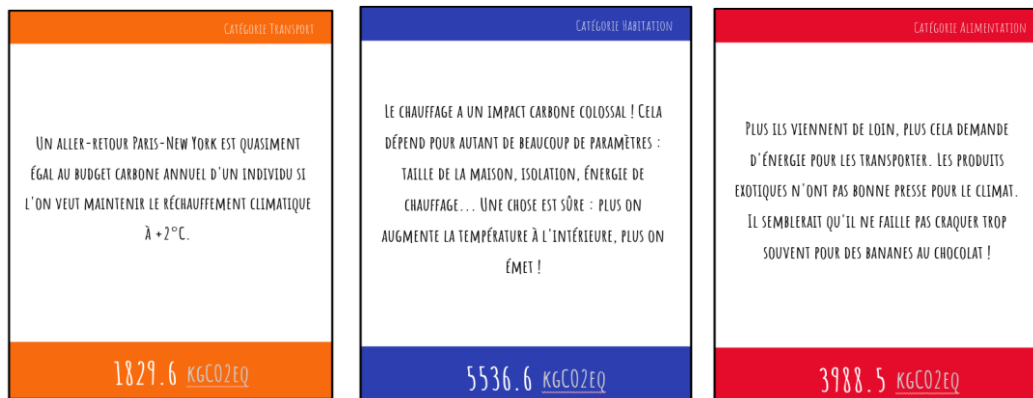 Catégorie Transport
Un aller-retour Paris-New York est quasiment
égal au budget carbone annuel d'un individu si
l'on veut maintenir le réchauffement climatique
à +2°C.
1829.6 kgCO2eq
Catégorie Habitation
Le chauffage a un impact carbone colossal ! Cela
dépend pour autant de beaucoup de paramètres :
taille de la maison, isolation, énergie de
chauffage... Une chose est sûre : plus on
augmente la température à l'intérieure, plus on
émet !
5536.6 kgCO2eq
Catégorie Alimentation
Plus ils viennent de loin, plus cela demande
d'énergie pour les transporter. Les produits
exotiques n'ont pas bonne presse pour le climat.
Il semblerait qu'il ne faille pas craquer trop
souvent pour des bananes au chocolat !
3988.5 kgCO2eq